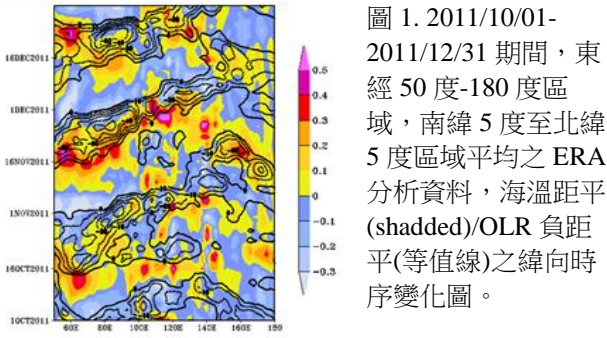 圖 1. 2011/10/01-
2011/12/31 期間，東
經 50 度-180 度區
域，南緯 5 度至北緯
5 度區域平均之 ERA
分析資料，海溫距平
(shadded)/OLR 負距
平(等值線)之緯向時
序變化圖。
16DEC2011
1DEC2011
16NOV2011
1NOV2011
16OCT2011
1OCT2011
60E 80E 100E 120E 140E 160E 180
0.5
0.4
0.3
0.2
0.1
0
-0.1
-0.2
-0.3